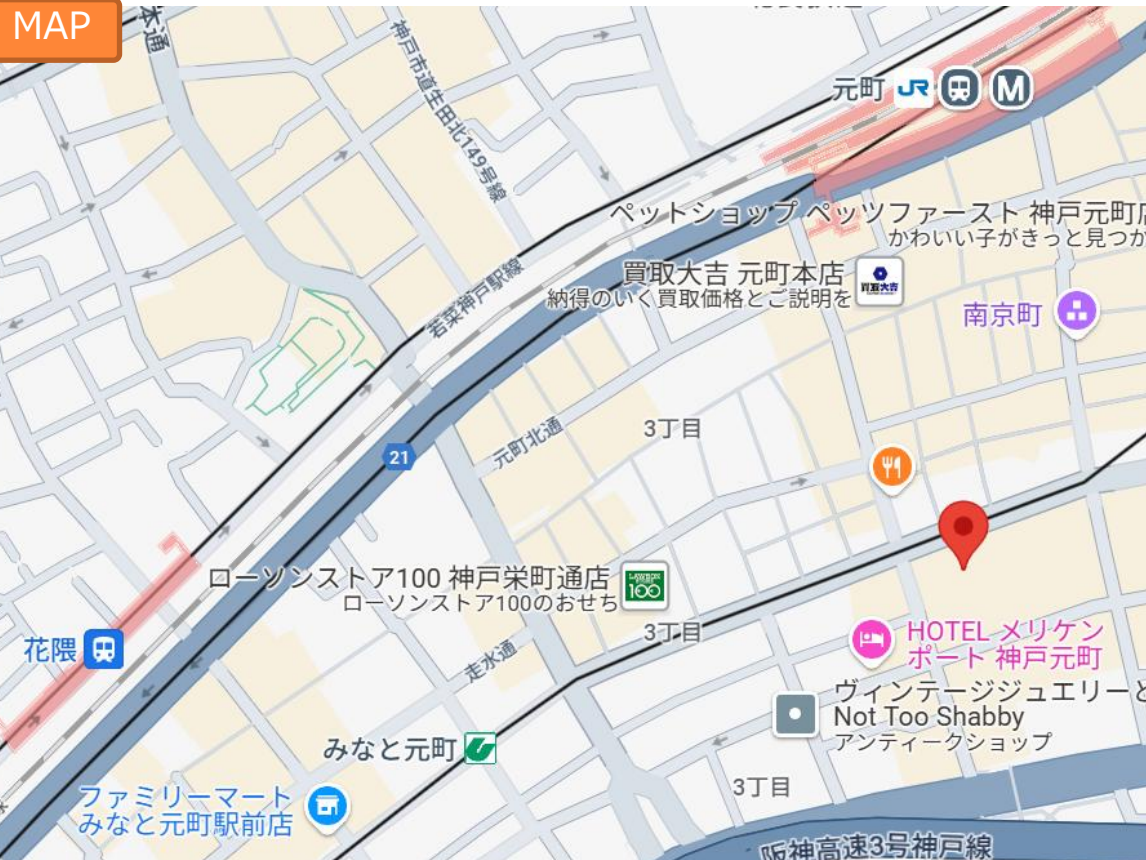 MAP
本通
神戸市道生田北149号線
元町 JR M
ペットショップ ペッツファースト 神戸元町店
かわいい子がきっと見つか
若菜神戸駅線
買取大吉 元町本店
納得のいく買取価格とご説明を
買取大吉
南京町
元町北通
3丁目
21
ローソンストア100 神戸栄町通店
ローソンストア100のおせち
LAWSON
100
3丁目
花隈
走水通
HOTEL メリケン
ポート 神戸元町
ヴィンテージジュエリーと
Not Too Shabby
アンティークショップ
みなと元町
3丁目
ファミリーマート
みなと元町駅前店
阪神高速3号神戸線